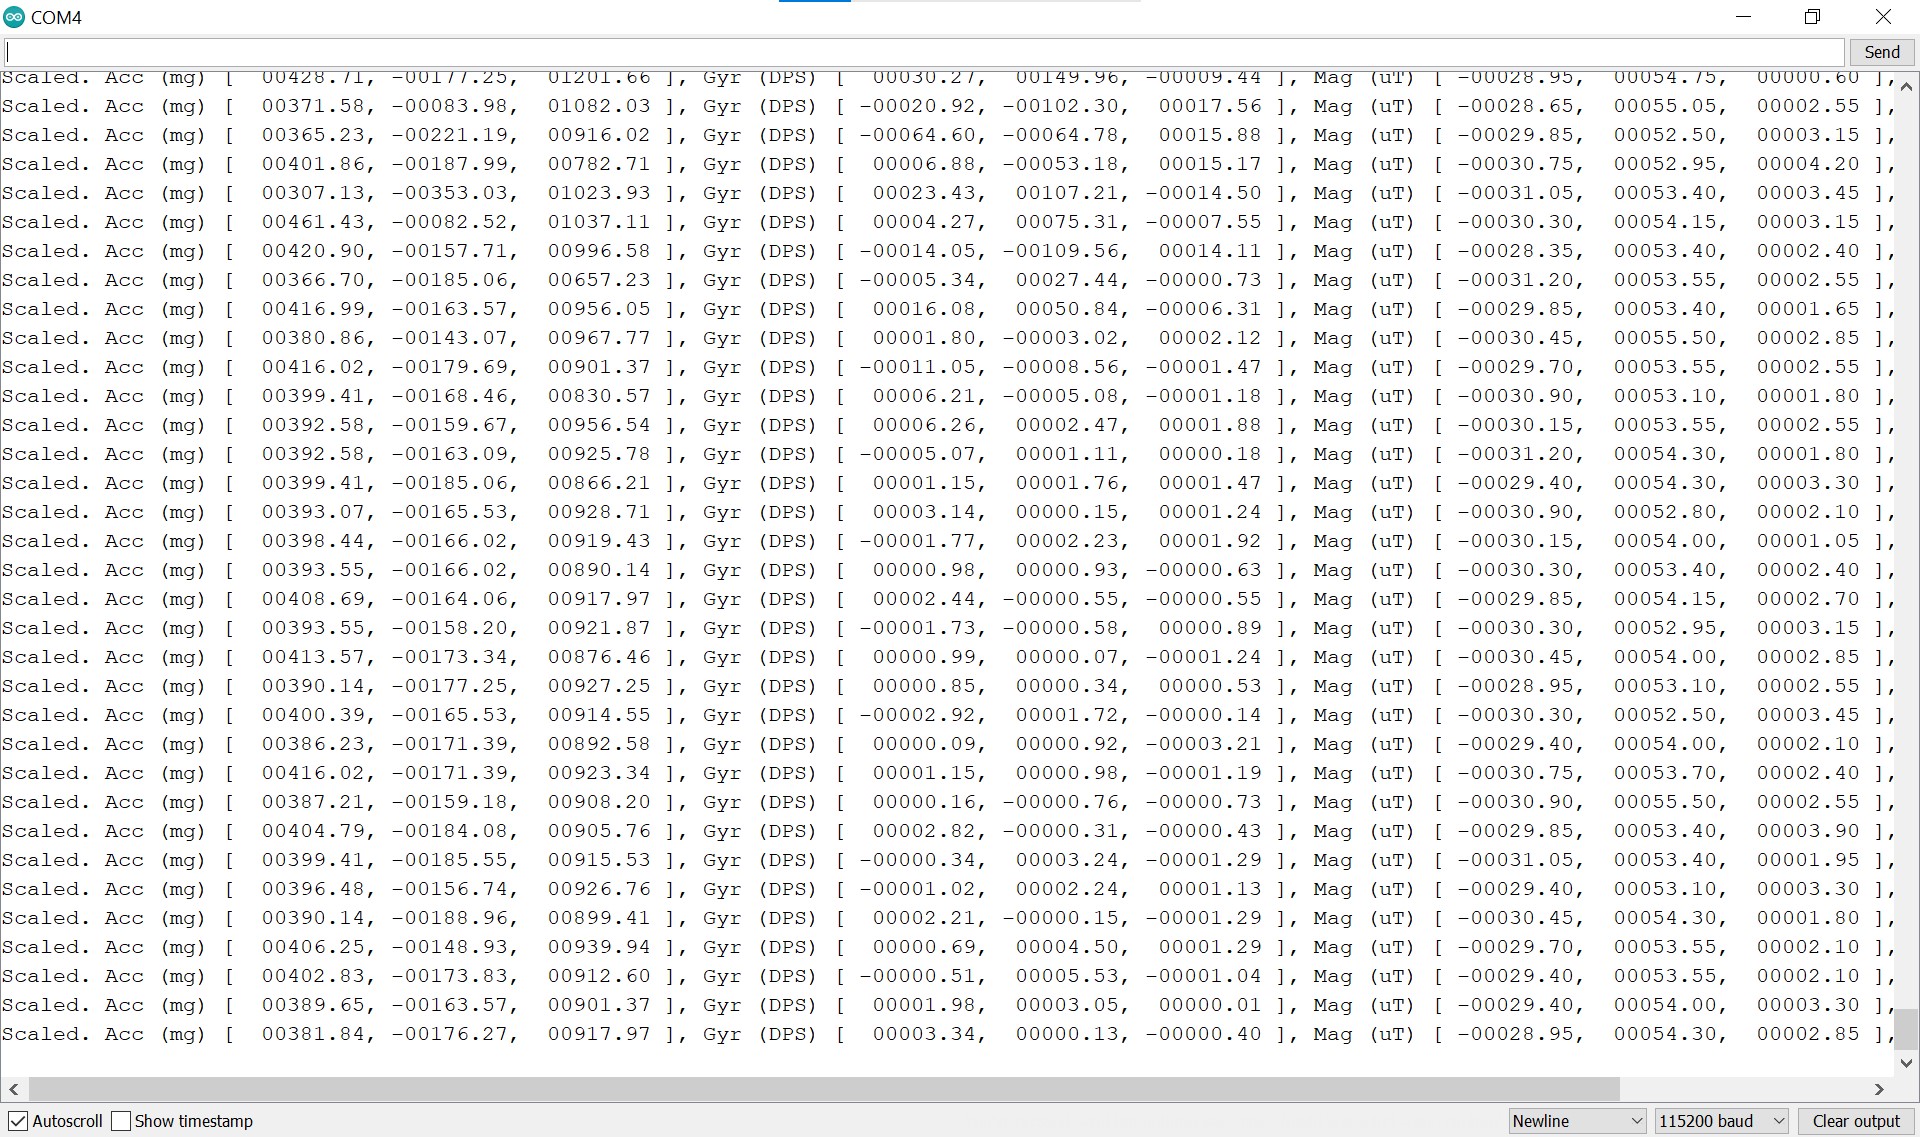 COM4
Send
Scaled. Acc (mg) [ 00428.71, -00177.25, 01201.66 ], Gyr (DPS) [ 00030.27, 00149.96, -00009.44 ], Mag (uT) [ -00028.95, 00054.75, 00000.60 ],
Scaled. Acc (mg) [ 00371.58, -00083.98, 01082.03 ], Gyr (DPS) [ -00020.92, -00102.30, 00017.56 ], Mag (uT) [ -00028.65, 00055.05, 00002.55 ],
Scaled. Acc (mg) [ 00365.23, -00221.19, 00916.02 ], Gyr (DPS) [ -00064.60, -00064.78, 00015.88 ], Mag (uT) [ -00029.85, 00052.50, 00003.15 ],
Scaled. Acc (mg) [ 00401.86, -00187.99, 00782.71 ], Gyr (DPS) [ 00006.88, -00053.18, 00015.17 ], Mag (uT) [ -00030.75, 00052.95, 00004.20 ],
Scaled. Acc (mg) [ 00307.13, -00353.03, 01023.93 ], Gyr (DPS) [ 00023.43, 00107.21, -00014.50 ], Mag (uT) [ -00031.05, 00053.40, 00003.45 ],
Scaled. Acc (mg) [ 00461.43, -00082.52, 01037.11 ], Gyr (DPS) [ 00004.27, 00075.31, -00007.55 ], Mag (uT) [ -00030.30, 00054.15, 00003.15 ],
Scaled. Acc (mg) [ 00420.90, -00157.71, 00996.58 ], Gyr (DPS) [ -00014.05, -00109.56, 00014.11 ], Mag (uT) [ -00028.35, 00053.40, 00002.40 ],
Scaled. Acc (mg) [ 00366.70, -00185.06, 00657.23 ], Gyr (DPS) [ -00005.34, 00027.44, -00000.73 ], Mag (uT) [ -00031.20, 00053.55, 00002.55 ],
Scaled. Acc (mg) [ 00416.99, -00163.57, 00956.05 ], Gyr (DPS) [ 00016.08, 00050.84, -00006.31 ], Mag (uT) [ -00029.85, 00053.40, 00001.65 ],
Scaled. Acc (mg) [ 00380.86, -00143.07, 00967.77 ], Gyr (DPS) [ 00001.80, -00003.02, 00002.12 ], Mag (uT) [ -00030.45, 00055.50, 00002.85 ],
Scaled. Acc (mg) [ 00416.02, -00179.69, 00901.37 ], Gyr (DPS) [ -00011.05, -00008.56, -00001.47 ], Mag (uT) [ -00029.70, 00053.55, 00002.55 ],
Scaled. Acc (mg) [ 00399.41, -00168.46, 00830.57 ], Gyr (DPS) [ 00006.21, -00005.08, -00001.18 ], Mag (uT) [ -00030.90, 00053.10, 00001.80 ],
Scaled. Acc (mg) [ 00392.58, -00159.67, 00956.54 ], Gyr (DPS) [ 00006.26, 00002.47, 00001.88 ], Mag (uT) [ -00030.15, 00053.55, 00002.55 ],
Scaled. Acc (mg) [ 00392.58, -00163.09, 00925.78 ], Gyr (DPS) [ -00005.07, 00001.11, 00000.18 ], Mag (uT) [ -00031.20, 00054.30, 00001.80 ],
Scaled. Acc (mg) [ 00399.41, -00185.06, 00866.21 ], Gyr (DPS) [ 00001.15, 00001.76, 00001.47 ], Mag (uT) [ -00029.40, 00054.30, 00003.30 ],
Scaled. Acc (mg) [ 00393.07, -00165.53, 00928.71 ], Gyr (DPS) [ 00003.14, 00000.15, 00001.24 ], Mag (uT) [ -00030.90, 00052.80, 00002.10 ],
Scaled. Acc (mg) [ 00398.44, -00166.02, 00919.43 ], Gyr (DPS) [ -00001.77, 00002.23, 00001.92 ], Mag (uT) [ -00030.15, 00054.00, 00001.05 ],
Scaled. Acc (mg) [ 00393.55, -00166.02, 00890.14 ], Gyr (DPS) [ 00000.98, 00000.93, -00000.63 ], Mag (uT) [ -00030.30, 00053.40, 00002.40 ],
Scaled. Acc (mg) [ 00408.69, -00164.06, 00917.97 ], Gyr (DPS) [ 00002.44, -00000.55, -00000.55 ], Mag (uT) [ -00029.85, 00054.15, 00002.70 ],
Scaled. Acc (mg) [ 00393.55, -00158.20, 00921.87 ], Gyr (DPS) [ -00001.73, -00000.58, 00000.89 ], Mag (uT) [ -00030.30, 00052.95, 00003.15 ],
Scaled. Acc (mg) [ 00413.57, -00173.34, 00876.46 ], Gyr (DPS) [ 00000.99, 00000.07, -00001.24 ], Mag (uT) [ -00030.45, 00054.00, 00002.85 ],
Scaled. Acc (mg) [ 00390.14, -00177.25, 00927.25 ], Gyr (DPS) [ 00000.85, 00000.34, 00000.53 ], Mag (uT) [ -00028.95, 00053.10, 00002.55 ],
Scaled. Acc (mg) [ 00400.39, -00165.53, 00914.55 ], Gyr (DPS) [ -00002.92, 00001.72, -00000.14 ], Mag (uT) [ -00030.30, 00052.50, 00003.45 ],
Scaled. Acc (mg) [ 00386.23, -00171.39, 00892.58 ], Gyr (DPS) [ 00000.09, 00000.92, -00003.21 ], Mag (uT) [ -00029.40, 00054.00, 00002.10 ],
Scaled. Acc (mg) [ 00416.02, -00171.39, 00923.34 ], Gyr (DPS) [ 00001.15, 00000.98, -00001.19 ], Mag (uT) [ -00030.75, 00053.70, 00002.40 ],
Scaled. Acc (mg) [ 00387.21, -00159.18, 00908.20 ], Gyr (DPS) [ 00000.16, -00000.76, -00000.73 ], Mag (uT) [ -00030.90, 00055.50, 00002.55 ],
Scaled. Acc (mg) [ 00404.79, -00184.08, 00905.76 ], Gyr (DPS) [ 00002.82, -00000.31, -00000.43 ], Mag (uT) [ -00029.85, 00053.40, 00003.90 ],
Scaled. Acc (mg) [ 00399.41, -00185.55, 00915.53 ], Gyr (DPS) [ -00000.34, 00003.24, -00001.29 ], Mag (uT) [ -00031.05, 00053.40, 00001.95 ],
Scaled. Acc (mg) [ 00396.48, -00156.74, 00926.76 ], Gyr (DPS) [ -00001.02, 00002.24, 00001.13 ], Mag (uT) [ -00029.40, 00053.10, 00003.30 ],
Scaled. Acc (mg) [ 00390.14, -00188.96, 00899.41 ], Gyr (DPS) [ 00002.21, -00000.15, -00001.29 ], Mag (uT) [ -00030.45, 00054.30, 00001.80 ],
Scaled. Acc (mg) [ 00406.25, -00148.93, 00939.94 ], Gyr (DPS) [ 00000.69, 00004.50, 00001.29 ], Mag (uT) [ -00029.70, 00053.55, 00002.10 ],
Scaled. Acc (mg) [ 00402.83, -00173.83, 00912.60 ], Gyr (DPS) [ -00000.51, 00005.53, -00001.04 ], Mag (uT) [ -00029.40, 00053.55, 00002.10 ],
Scaled. Acc (mg) [ 00389.65, -00163.57, 00901.37 ], Gyr (DPS) [ 00001.98, 00003.05, 00000.01 ], Mag (uT) [ -00029.40, 00054.00, 00003.30 ],
Scaled. Acc (mg) [ 00381.84, -00176.27, 00917.97 ], Gyr (DPS) [ 00003.34, 00000.13, -00000.40 ], Mag (uT) [ -00028.95, 00054.30, 00002.85 ],
Autoscroll Show timestamp Newline 115200 baud Clear output